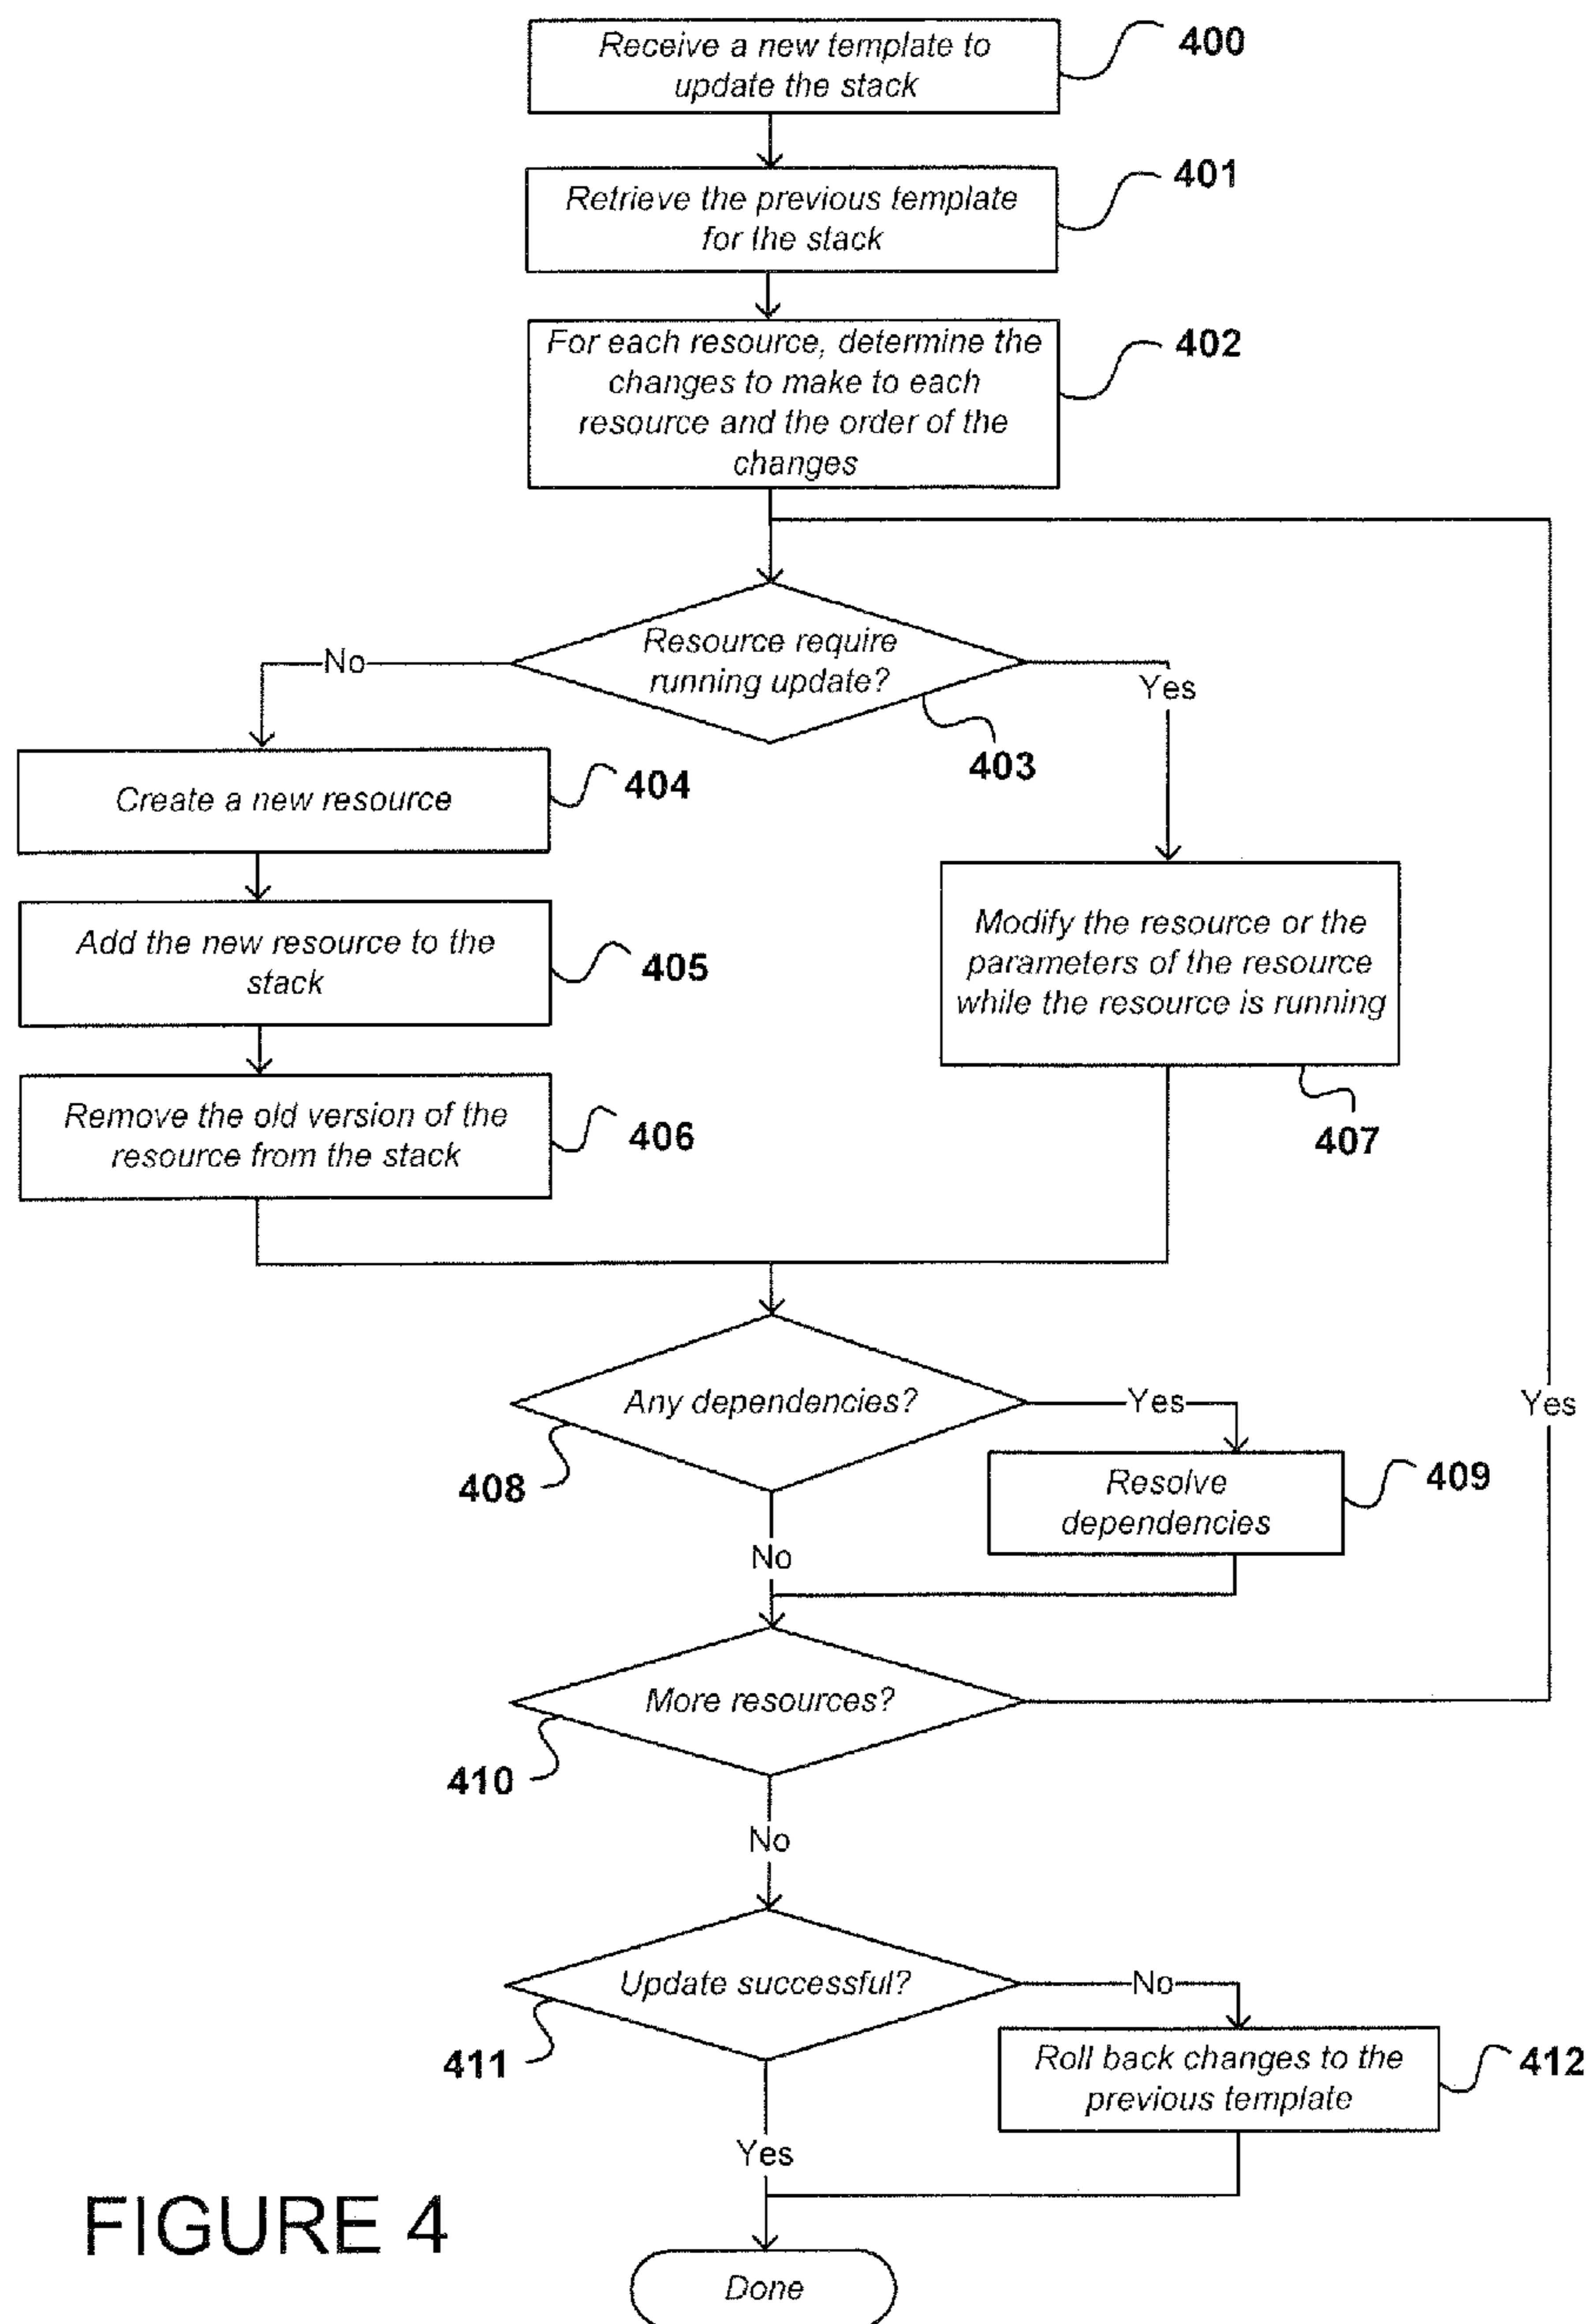 Receive a new template to
update the stack
400
Retrieve the previous template
for the stack
401
For each resource, determine the
changes to make to each
resource and the order of the
changes
402
Resource require
running update?
No
Yes
403
Create a new resource
404
Add the new resource to the
stack
405
Modify the resource or the
parameters of the resource
while the resource is running
407
Remove the old version of the
resource from the stack
406
Any dependencies?
Yes
Yes
408
Resolve
dependencies
409
No
More resources?
410
No
Update successful?
No
411
Roll back changes to the
previous template
412
Yes
FIGURE 4
Done